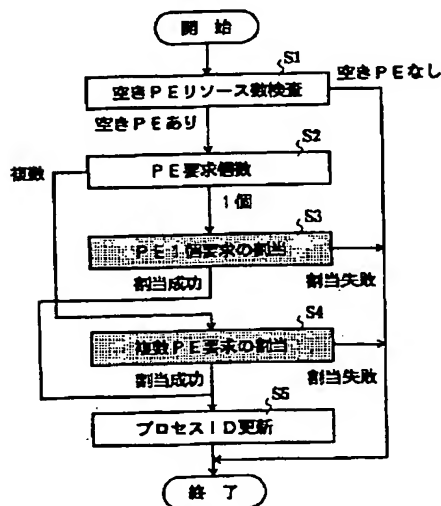 開始
S1
空きPEリソース数検査
空きPEなし
空きPEあり
S2
複数
PE要求個数
1個
S3
PE1個要求の割当
割当成功
割当失敗
S4
複数PE要求の割当
割当成功
割当失敗
S5
プロセスID更新
終了